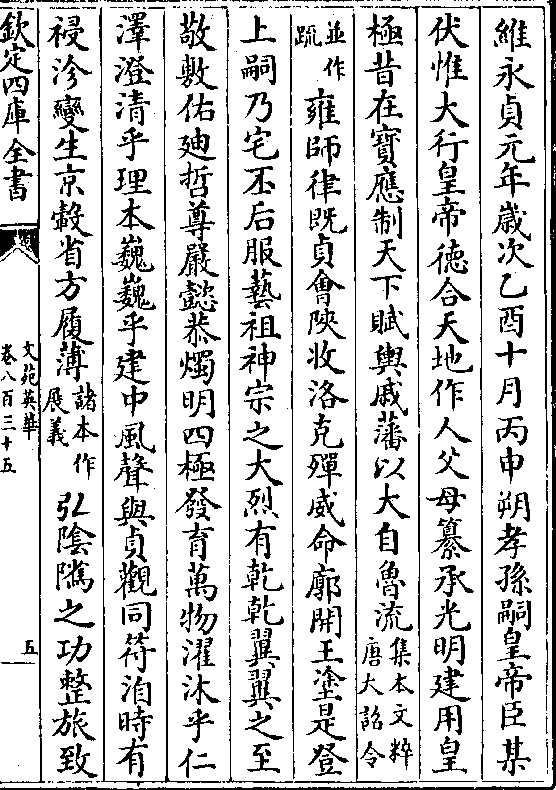 維永貞元年歲次乙酉十月丙申朔孝孫嗣皇帝臣某
伏惟大行皇帝德合天地作人父母纂承光明建用皇
極昔在寶應制天下賦輿戚藩以大自魯流集本文粹唐大詔令
並作䟽雍師律既貞會陜收洛克殫威命廓開王塗是登
上嗣乃宅丕后服藝祖神宗之大烈有乾乾翼翼之至
敬敷佑廸哲尊嚴懿恭燭明四極發育萬物濯沐乎仁
澤澄清乎理本巍巍乎建中風聲與貞觀同符洎時有
祲沴變生京轂省方履薄諸本作展義弘陰隲之功整旅致
欽定四庫全書
文苑英華
卷八百三十五
五